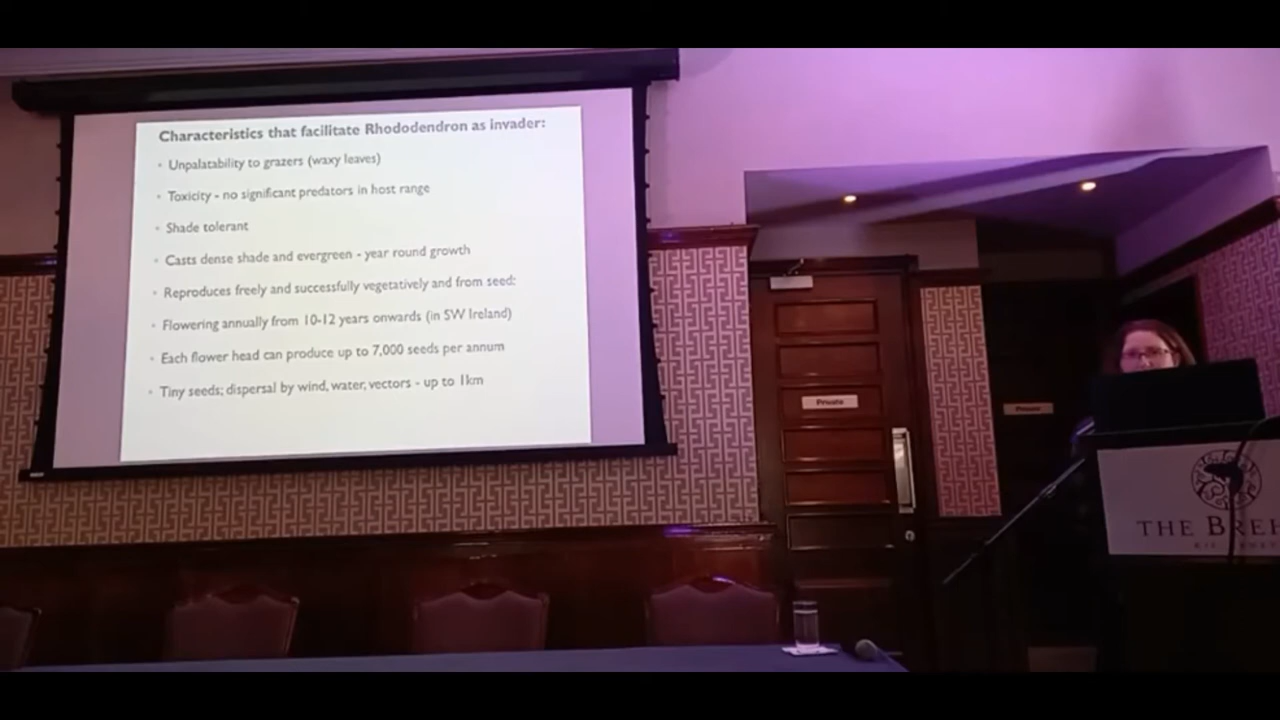 Characteristics that facilitate Rhododendron as invader:
• Unpalatability to grazers (waxy leaves)
• Toxicity - no significant predators in host range
• Shade tolerant
• Casts dense shade and evergreen - year round growth
• Reproduces freely and successfully vegetatively and from seed:
• Flowering annually from 10-12 years onwards (in SW Ireland)
• Each flower head can produce up to 7,000 seeds per annum
• Tiny seeds; dispersal by wind, water, vectors - up to 1km
Private
Private
THE BRE